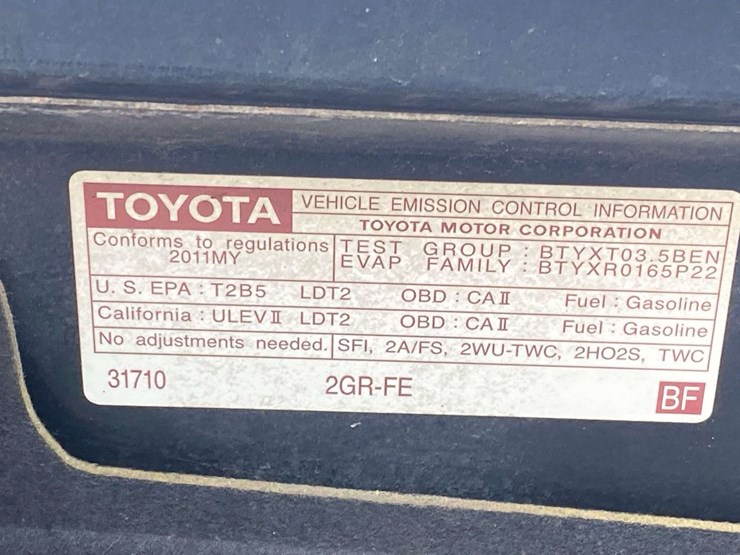 TOYOTA VEHICLE EMISSION CONTROL INFORMATION
TOYOTA MOTOR CORPORATION
Conforms to regulations
2011MY
TEST GROUP : BTYXT03.5BEN
EVAP FAMILY : BTYXR0165P22
U. S. EPA : T2B5 LDT2 OBD : CAⅡ Fuel : Gasoline
California : ULEVⅡ LDT2 OBD : CAⅡ Fuel : Gasoline
No adjustments needed. SFI, 2A/FS, 2WU-TWC, 2HO2S, TWC
31710 2GR-FE BF